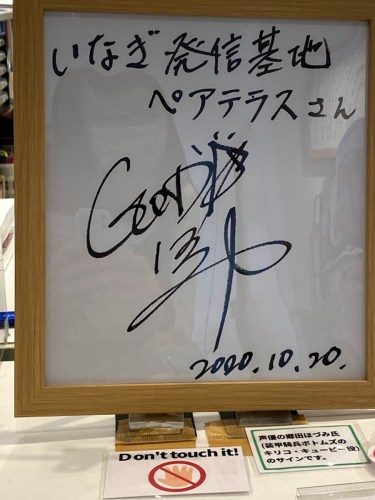 いなぎ発信基地
ペアテラスさん
2020.10.20.
Don't touch it!
声優の郷田ほづみ氏
(装甲騎兵ボトムズの
キリコ・キュービー役)
のサインです。